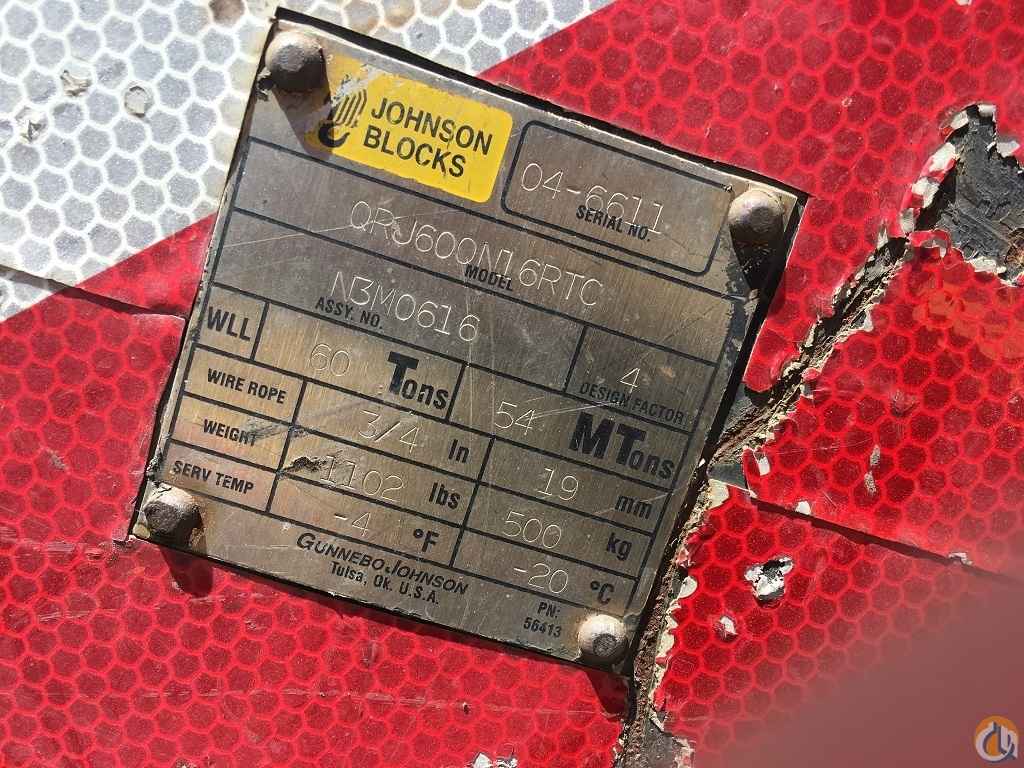 JOHNSON
BLOCKS
04-6611
SERIAL NO.
QRJ600N16RTC
MODEL
N3M0616
ASSY. NO.
4
DESIGN FACTOR
WLL 60 Tons 54 MTons
WIRE ROPE 3/4 In 19 mm
WEIGHT 1102 lbs 500 kg
SERV TEMP -4 °F -20 °C
GUNNEBO JOHNSON
Tulsa, Ok. U.S.A.
PN:
56413